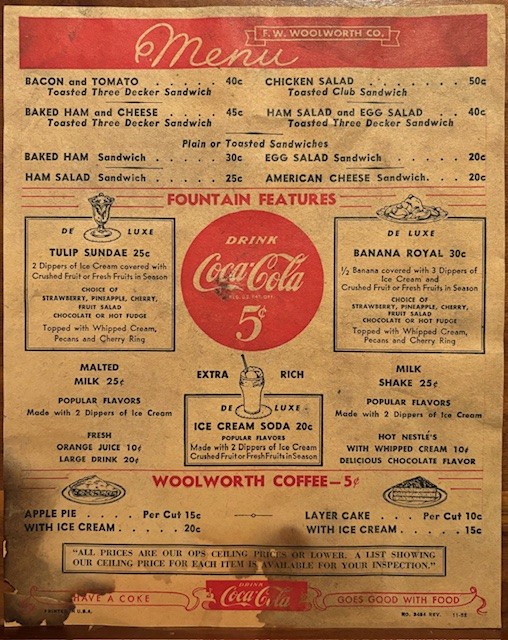 F. W. WOOLWORTH CO.
Menu
BACON and TOMATO . . . . . . 40c
Toasted Three Decker Sandwich
CHICKEN SALAD . . . . . . . . 50c
Toasted Club Sandwich
BAKED HAM and CHEESE . . . . 45c
Toasted Three Decker Sandwich
HAM SALAD and EGG SALAD . . 40c
Toasted Three Decker Sandwich
Plain or Toasted Sandwiches
BAKED HAM Sandwich . . . . . 30c
EGG SALAD Sandwich . . . . . 20c
HAM SALAD Sandwich . . . . . 25c
AMERICAN CHEESE Sandwich. . . 20c
FOUNTAIN FEATURES
DE LUXE
TULIP SUNDAE 25c
2 Dippers of Ice Cream covered with
Crushed Fruit or Fresh Fruits in Season
CHOICE OF
STRAWBERRY, PINEAPPLE, CHERRY,
FRUIT SALAD
CHOCOLATE OR HOT FUDGE
Topped with Whipped Cream,
Pecans and Cherry Ring
DRINK
Coca-Cola
5¢
DE LUXE
BANANA ROYAL 30c
½ Banana covered with 3 Dippers of
Ice Cream and
Crushed Fruit or Fresh Fruits in Season
CHOICE OF
STRAWBERRY, PINEAPPLE, CHERRY,
FRUIT SALAD
CHOCOLATE OR HOT FUDGE
Topped with Whipped Cream,
Pecans and Cherry Ring
MALTED
MILK 25¢
POPULAR FLAVORS
Made with 2 Dippers of Ice Cream
FRESH
ORANGE JUICE 10¢
LARGE DRINK 20¢
EXTRA RICH
DE LUXE
ICE CREAM SODA 20c
POPULAR FLAVORS
Made with 2 Dippers of Ice Cream
Crushed Fruit or Fresh Fruits in Season
MILK
SHAKE 25¢
POPULAR FLAVORS
Made with 2 Dippers of Ice Cream
HOT NESTLE'S
WITH WHIPPED CREAM 10¢
DELICIOUS CHOCOLATE FLAVOR
WOOLWORTH COFFEE—5¢
APPLE PIE . . . Per Cut 15c
WITH ICE CREAM . . . . . 20c
LAYER CAKE . . . Per Cut 10c
WITH ICE CREAM . . . . . 15c
"ALL PRICES ARE OUR OPS CEILING PRICES OR LOWER. A LIST SHOWING
OUR CEILING PRICE FOR EACH ITEM IS AVAILABLE FOR YOUR INSPECTION."
HAVE A COKE
DRINK
Coca-Cola
GOES GOOD WITH FOOD
PRINTED IN U.S.A.
NO. 3454 REV. 11-52